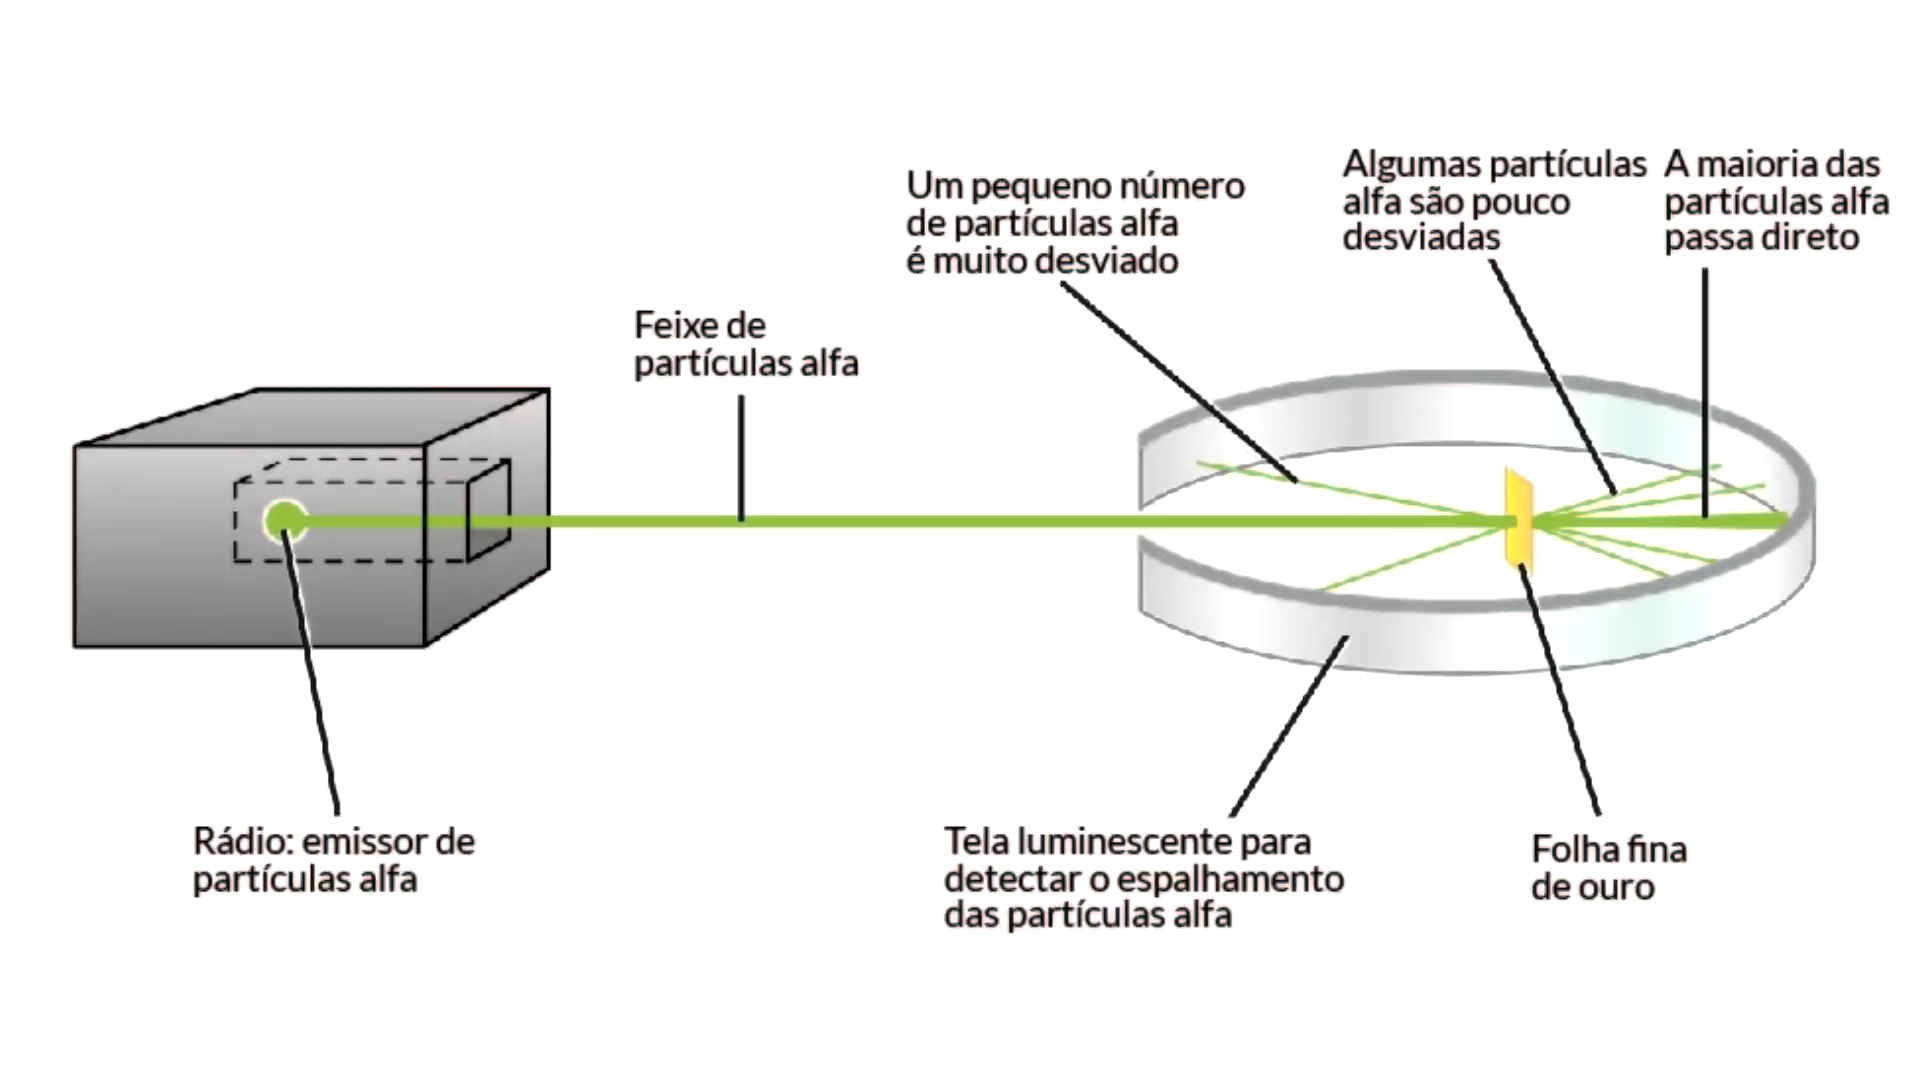 Um pequeno número
de partículas alfa
é muito desviado
Algumas partículas
alfa são pouco
desviadas
A maioria das
partículas alfa
passa direto
Feixe de
partículas alfa
Rádio: emissor de
partículas alfa
Tela luminescente para
detectar o espalhamento
das partículas alfa
Folha fina
de ouro